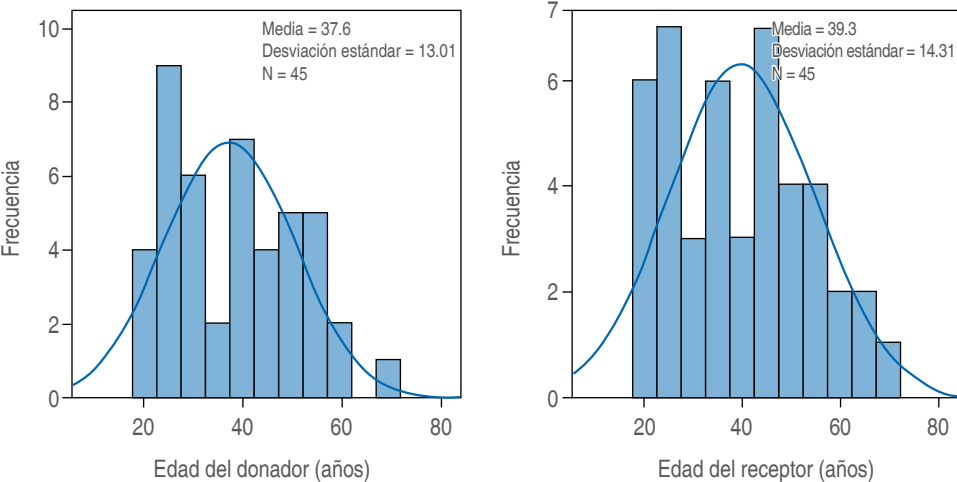 Media = 37.6
Desviación estándar = 13.01
N = 45
10
8
6
4
2
0
Frecuencia
20 40 60 80
Edad del donador (años)
Media = 39.3
Desviación estándar = 14.31
N = 45
7
6
4
2
0
Frecuencia
20 40 60 80
Edad del receptor (años)